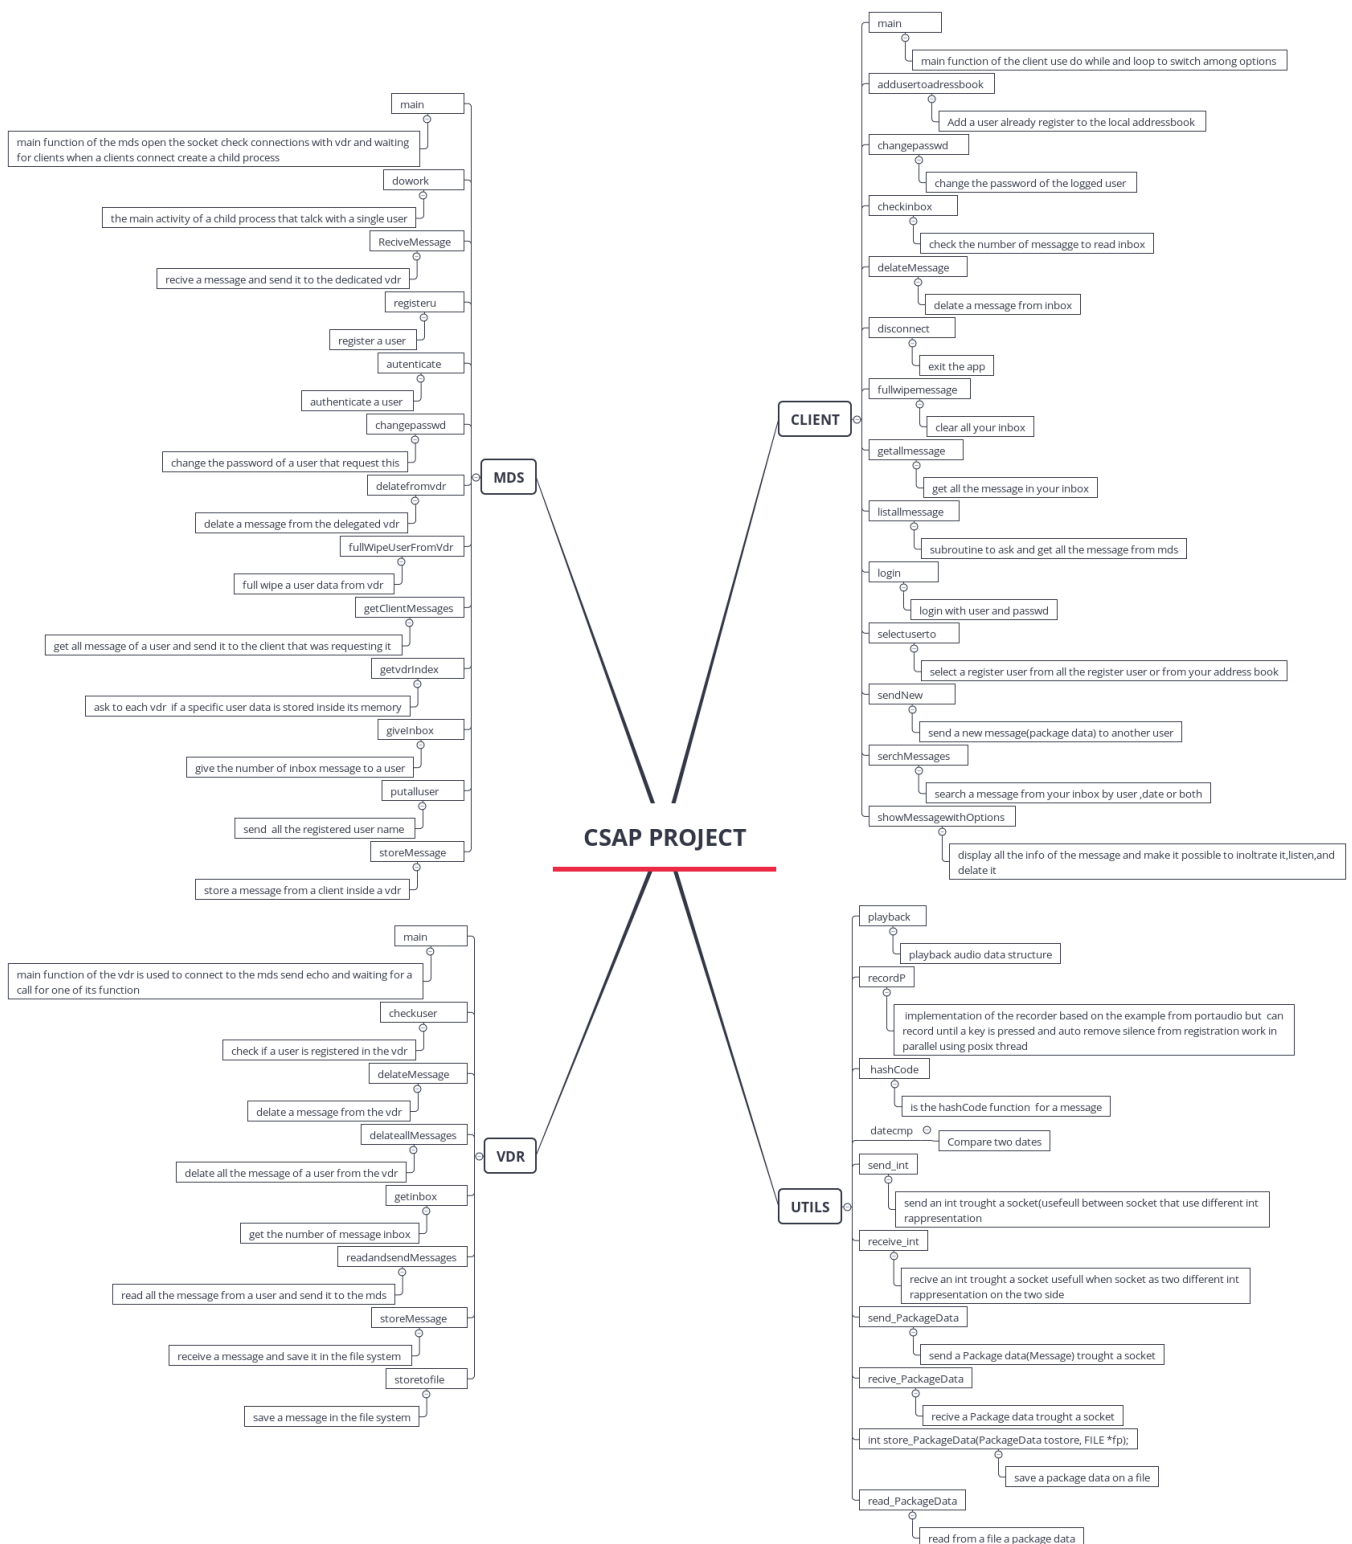 CSAP PROJECT
MDS
main
main function of the mds open the socket check connections with vdr and waiting
for clients when a clients connect create a child process
dowork
the main activity of a child process that talck with a single user
ReciveMessage
recive a message and send it to the dedicated vdr
registeru
register a user
autenticate
authenticate a user
changepasswd
change the password of a user that request this
delatefromvdr
delate a message from the delegated vdr
fullWipeUserFromVdr
full wipe a user data from vdr
getClientMessages
get all message of a user and send it to the client that was requesting it
getvdrIndex
ask to each vdr if a specific user data is stored inside its memory
giveInbox
give the number of inbox message to a user
putalluser
send all the registered user name
storeMessage
store a message from a client inside a vdr
VDR
main
main function of the vdr is used to connect to the mds send echo and waiting for a
call for one of its function
checkuser
check if a user is registered in the vdr
delateMessage
delate a message from the vdr
delateallMessages
delate all the message of a user from the vdr
getinbox
get the number of message inbox
readandsendMessages
read all the message from a user and send it to the mds
storeMessage
receive a message and save it in the file system
storetofile
save a message in the file system
CLIENT
main
main function of the client use do while and loop to switch among options
addusertoadressbook
Add a user already register to the local addressbook
changepasswd
change the password of the logged user
checkinbox
check the number of messagge to read inbox
delateMessage
delate a message from inbox
disconnect
exit the app
fullwipemessage
clear all your inbox
getallmessage
get all the message in your inbox
listallmessage
subroutine to ask and get all the message from mds
login
login with user and passwd
selectuserto
select a register user from all the register user or from your address book
sendNew
send a new message(package data) to another user
serchMessages
search a message from your inbox by user ,date or both
showMessagewithOptions
display all the info of the message and make it possible to inoltrate it,listen,and
delate it
UTILS
playback
playback audio data structure
recordP
implementation of the recorder based on the example from portaudio but can
record until a key is pressed and auto remove silence from registration work in
parallel using posix thread
hashCode
is the hashCode function for a message
datecmp
Compare two dates
send_int
send an int trought a socket(usefeull between socket that use different int
rappresentation
receive_int
recive an int trought a socket usefull when socket as two different int
rappresentation on the two side
send_PackageData
send a Package data(Message) trought a socket
recive_PackageData
recive a Package data trought a socket
int store_PackageData(PackageData tostore, FILE *fp);
save a package data on a file
read_PackageData
read from a file a package data